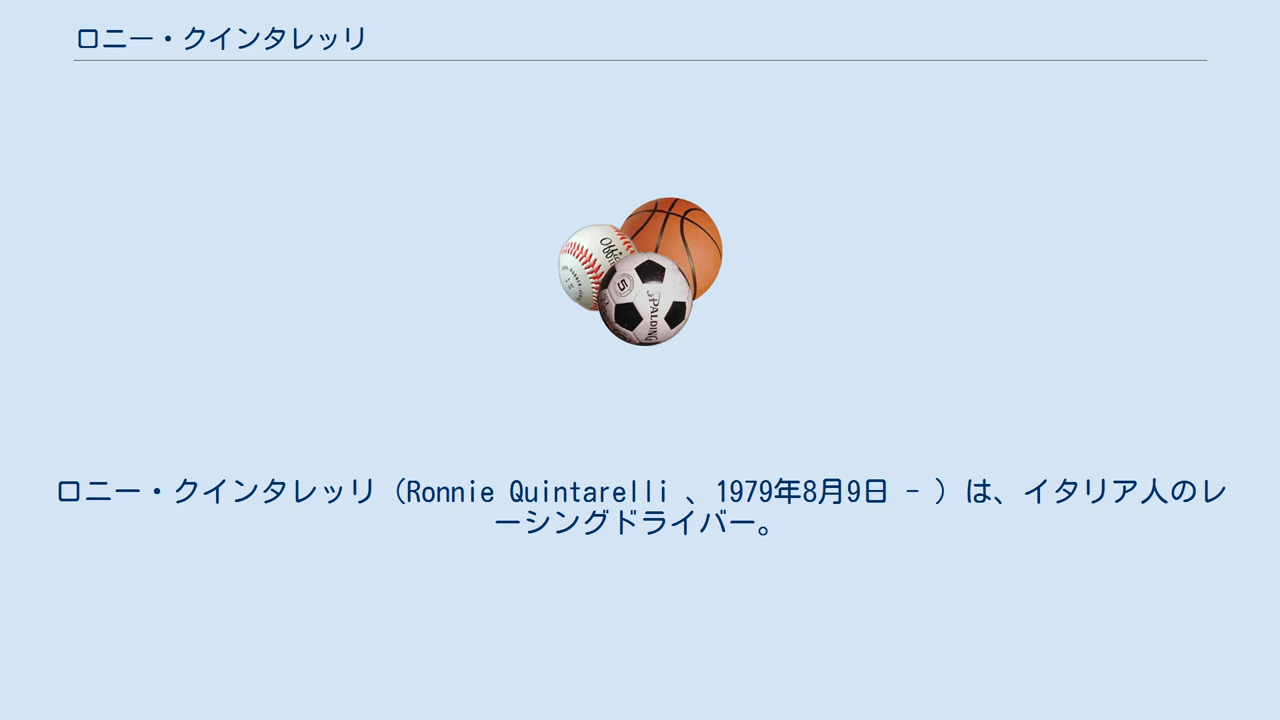 ロニー・クインタレッリ
5
SPALDING
ロニー・クインタレッリ（Ronnie Quintarelli 、1979年8月9日 - ）は、イタリア人のレ
ーシングドライバー。